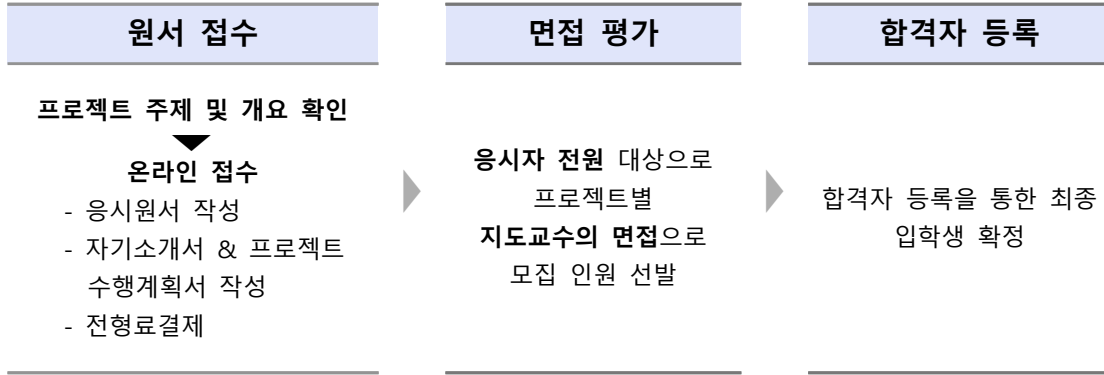 원서 접수
프로젝트 주제 및 개요 확인
온라인 접수
- 응시원서 작성
- 자기소개서 & 프로젝트
수행계획서 작성
- 전형료결제
면접 평가
응시자 전원 대상으로
프로젝트별
지도교수의 면접으로
모집 인원 선발
합격자 등록
합격자 등록을 통한 최종
입학생 확정